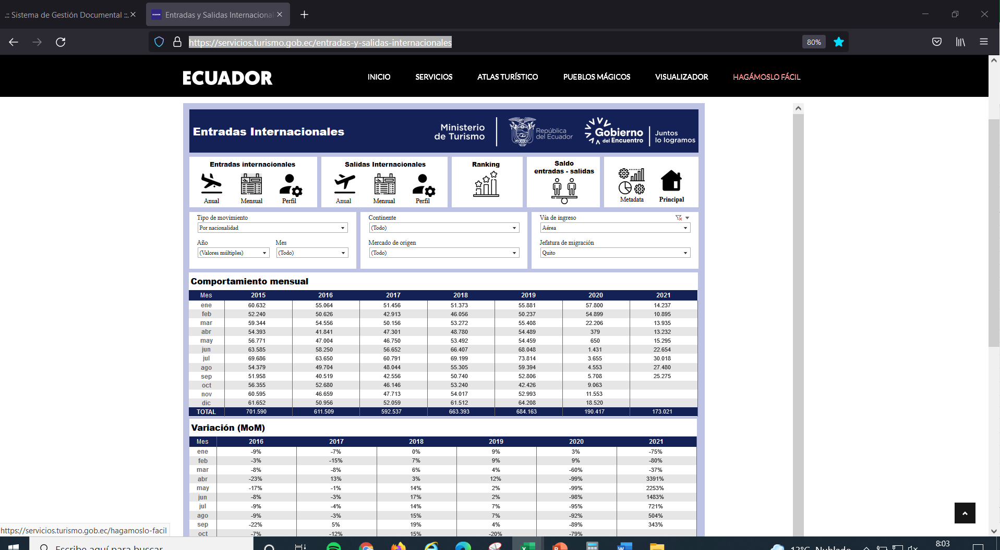 .:: Sistema de Gestión Documental ::.
Entradas y Salidas Internaciona
https://servicios.turismo.gob.ec/entradas-y-salidas-internacionales
80%
ECUADOR INICIO SERVICIOS ATLAS TURÍSTICO PUEBLOS MÁGICOS VISUALIZADOR HAGÁMOSLO FÁCIL
Entradas Internacionales
Ministerio
de Turismo
República
del Ecuador
Gobierno
del Encuentro
Juntos
lo logramos
Entradas internacionales
Anual Mensual Perfil
Salidas Internacionales
Anual Mensual Perfil
Ranking
Saldo
entradas - salidas
Metadata Principal
Tipo de movimiento
Por nacionalidad
Año Mes
(Valores múltiples) (Todo)
Continente
(Todo)
Mercado de origen
(Todo)
Vía de ingreso
Aérea
Jefatura de migración
Quito
Comportamiento mensual
Mes 2015 2016 2017 2018 2019 2020 2021
ene 60.632 55.064 51.456 51.373 55.881 57.800 14.237
feb 52.240 50.626 42.913 46.056 50.237 54.899 10.895
mar 59.344 54.556 50.156 53.272 55.408 22.206 13.935
abr 54.393 41.841 47.301 48.780 54.489 379 13.232
may 56.771 47.004 46.750 53.492 54.459 650 15.295
jun 63.585 58.250 56.652 66.407 68.048 1.431 22.654
jul 69.686 63.650 60.791 69.199 73.814 3.655 30.018
ago 54.379 49.704 48.044 55.305 59.394 4.553 27.480
sep 51.958 40.519 42.556 50.740 52.806 5.708 25.275
oct 56.355 52.680 46.146 53.240 42.426 9.063
nov 60.595 46.659 47.713 54.017 52.993 11.553
dic 61.652 50.956 52.059 61.512 64.208 18.520
TOTAL 701.590 611.509 592.537 663.393 684.163 190.417 173.021
Variación (MoM)
Mes 2016 2017 2018 2019 2020 2021
ene -9% -7% 0% 9% 3% -75%
feb -3% -15% 7% 9% 9% -80%
mar -8% -8% 6% 4% -60% -37%
abr -23% 13% 3% 12% -99% 3391%
may -17% -1% 14% 2% -99% 2253%
jun -8% -3% 17% 2% -98% 1483%
jul -9% -4% 14% 7% -95% 721%
ago -9% -3% 15% 7% -92% 504%
sep -22% 5% 19% 4% -89% 343%
oct -7% -12% 15% -20% -79%
https://servicios.turismo.gob.ec/hagamoslo-facil
Escribe aquí para buscar
13°C Nublado
8:03